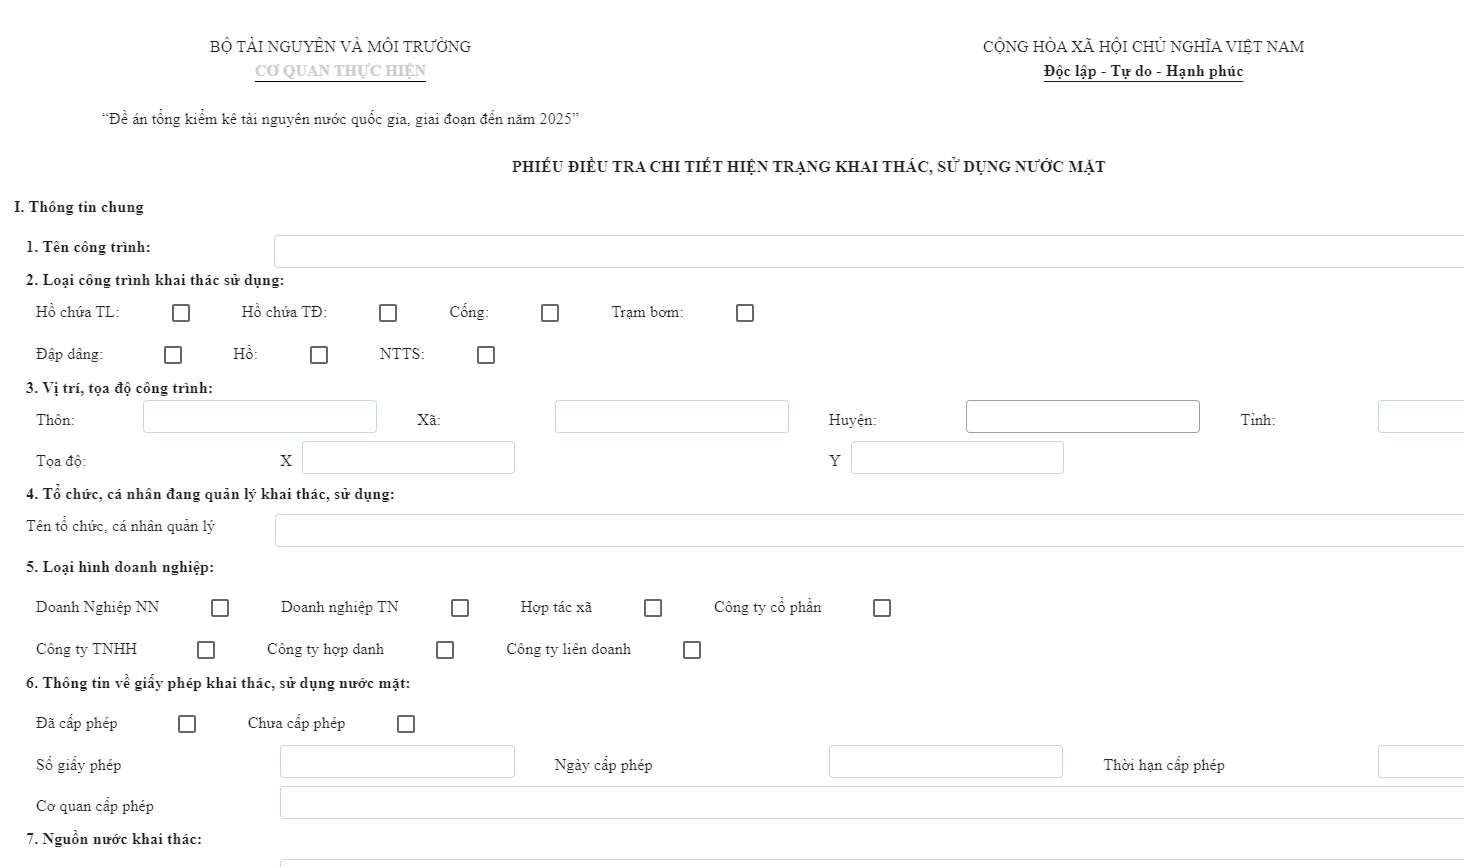 BỘ TÀI NGUYÊN VÀ MÔI TRƯỜNG
CỘNG HÒA XÃ HỘI CHỦ NGHĨA VIỆT NAM
CƠ QUAN THỰC HIỆN
Độc lập - Tự do - Hạnh phúc
“Đề án tổng kiểm kê tài nguyên nước quốc gia, giai đoạn đến năm 2025”
PHIẾU ĐIỀU TRA CHI TIẾT HIỆN TRẠNG KHAI THÁC, SỬ DỤNG NƯỚC MẶT
I. Thông tin chung
1. Tên công trình:
2. Loại công trình khai thác sử dụng:
Hồ chứa TL: Hồ chứa TĐ: Cống: Trạm bơm:
Đập dâng: Hồ: NTTS:
3. Vị trí, tọa độ công trình:
Thôn: Xã: Huyện: Tỉnh:
Tọa độ: X Y
4. Tổ chức, cá nhân đang quản lý khai thác, sử dụng:
Tên tổ chức, cá nhân quản lý
5. Loại hình doanh nghiệp:
Doanh Nghiệp NN Doanh nghiệp TN Hợp tác xã Công ty cổ phần
Công ty TNHH Công ty hợp danh Công ty liên doanh
6. Thông tin về giấy phép khai thác, sử dụng nước mặt:
Đã cấp phép Chưa cấp phép
Số giấy phép Ngày cấp phép Thời hạn cấp phép
Cơ quan cấp phép
7. Nguồn nước khai thác: